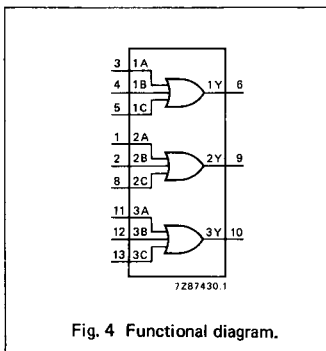 3 1A
4 1B 1Y 6
5 1C
1 2A
2 2B 2Y 9
8 2C
11 3A
12 3B 3Y 10
13 3C
7Z87430.1
Fig. 4 Functional diagram.